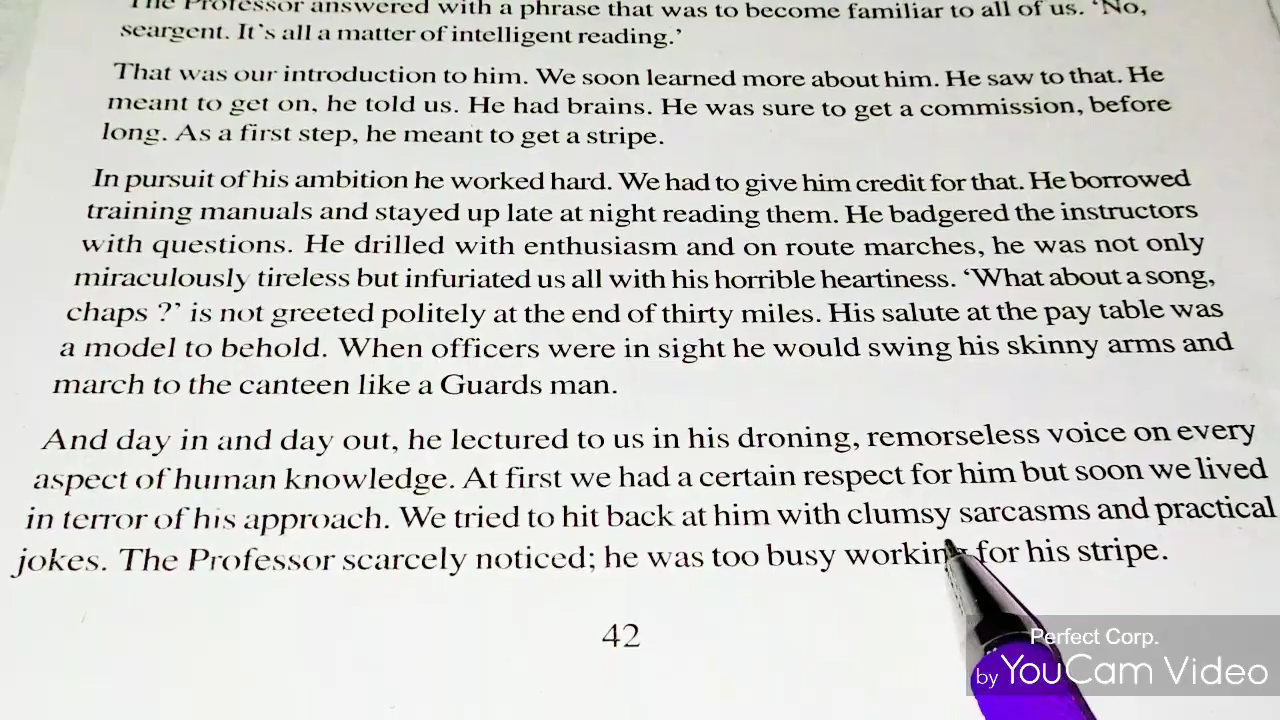 The Professor answered with a phrase that was to become familiar to all of us. 'No,
seargent. It's all a matter of intelligent reading.'
That was our introduction to him. We soon learned more about him. He saw to that. He
meant to get on, he told us. He had brains. He was sure to get a commission, before
long. As a first step, he meant to get a stripe.
In pursuit of his ambition he worked hard. We had to give him credit for that. He borrowed
training manuals and stayed up late at night reading them. He badgered the instructors
with questions. He drilled with enthusiasm and on route marches, he was not only
miraculously tireless but infuriated us all with his horrible heartiness. 'What about a song,
chaps ?' is not greeted politely at the end of thirty miles. His salute at the pay table was
a model to behold. When officers were in sight he would swing his skinny arms and
march to the canteen like a Guards man.
And day in and day out, he lectured to us in his droning, remorseless voice on every
aspect of human knowledge. At first we had a certain respect for him but soon we lived
in terror of his approach. We tried to hit back at him with clumsy sarcasms and practical
jokes. The Professor scarcely noticed; he was too busy working for his stripe.
42
Perfect Corp.
by YouCam Video